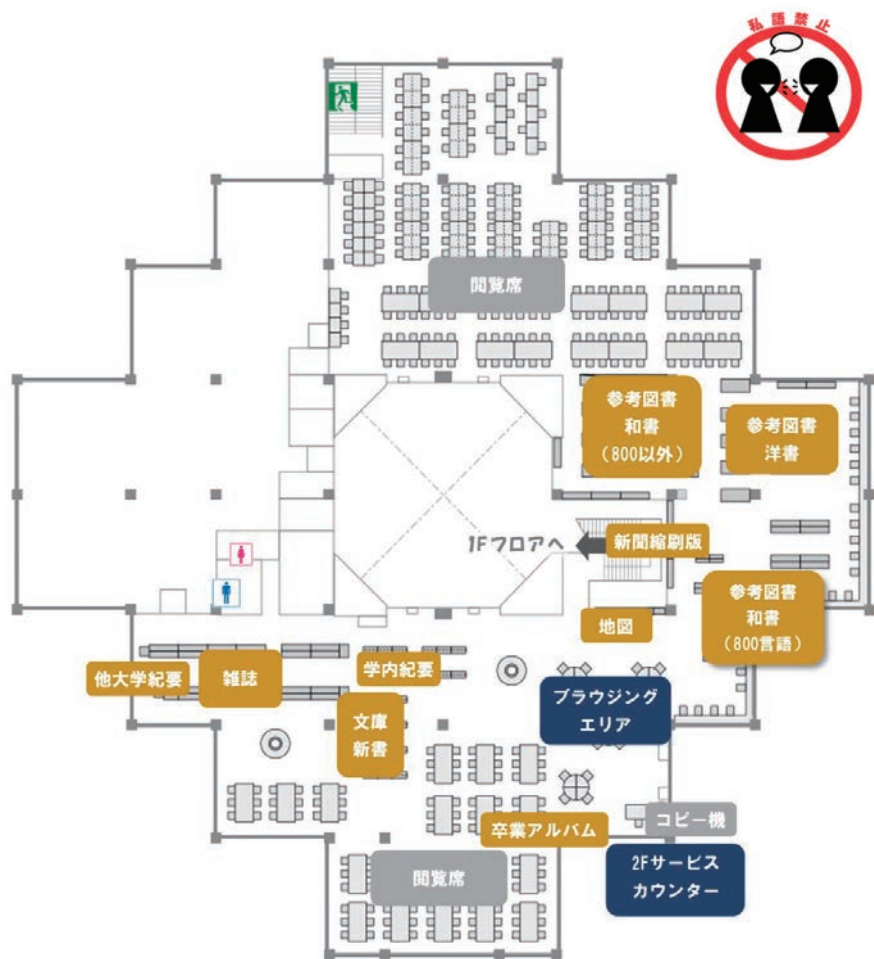 私語禁止
閲覧席
参考図書
和書
（800以外）
参考図書
洋書
1Fフロアへ
新聞縮刷版
参考図書
和書
（800言語）
地図
他大学紀要
雑誌
学内紀要
ブラウジング
エリア
文庫
新書
卒業アルバム
コピー機
閲覧席
2Fサービス
カウンター